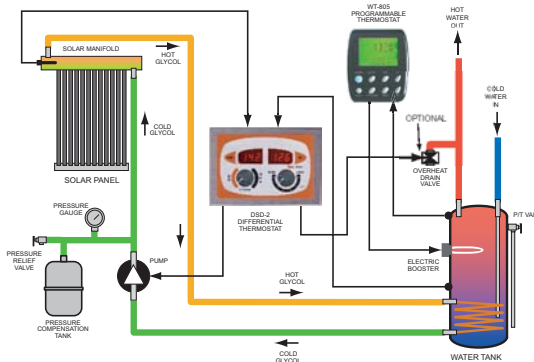 WT-805
PROGRAMMABLE
THERMOSTAT
HOT
WATER
OUT
SOLAR MANIFOLD
HOT
GLYCOL
COLD
WATER
IN
COLD
GLYCOL
OPTIONAL
SOLAR PANEL
OVERHEAT
DRAIN
VALVE
PRESSURE
GAUGE
DSD-2
DIFFERENTIAL
THERMOSTAT
P/T VA
PRESSURE
RELIEF
VALVE
PUMP
ELECTRIC
BOOSTER
HOT
GLYCOL
PRESSURE
COMPENSATION
TANK
COLD
GLYCOL
WATER TANK